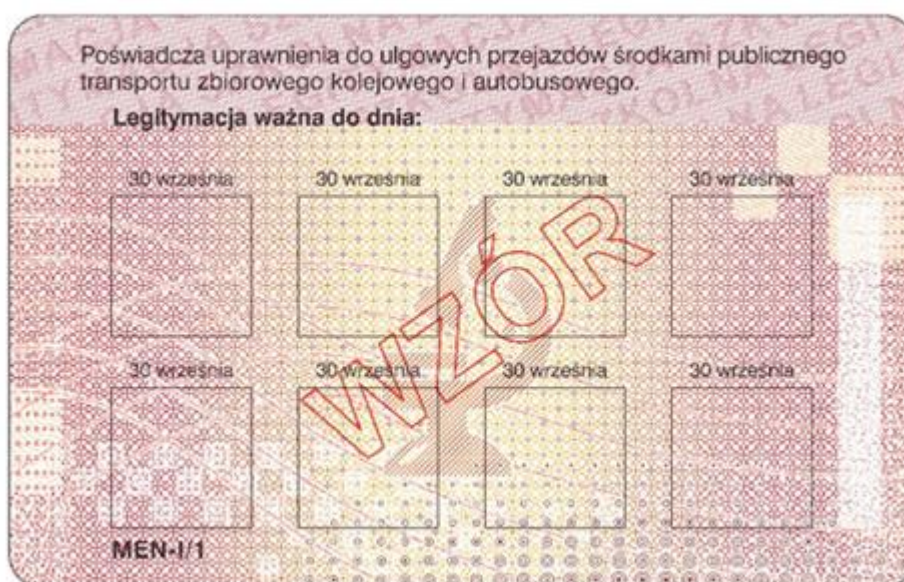 Poświadcza uprawnienia do ulgowych przejazdów środkami publicznego
transportu zbiorowego kolejowego i autobusowego.
Legitymacja ważna do dnia:
30 września 30 września 30 września 30 września
WZÓR
30 września 30 września 30 września 30 września
MEN-I/1